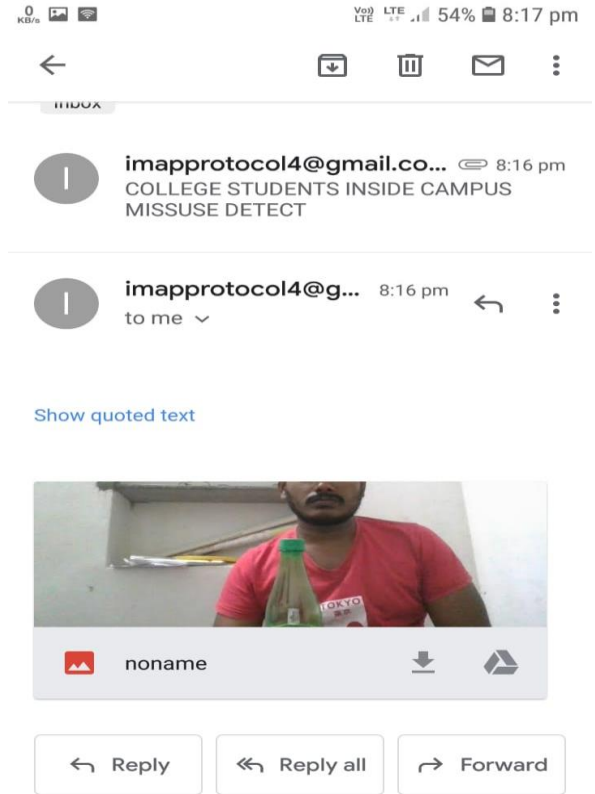 0
KB/s
Vo))
LTE LTE 54% 8:17 pm
Inbox
I
imapprotocol4@gmail.co... 8:16 pm
COLLEGE STUDENTS INSIDE CAMPUS
MISSUSE DETECT
I
imapprotocol4@g... 8:16 pm
to me
Show quoted text
TOKYO
noname
Reply
Reply all
Forward